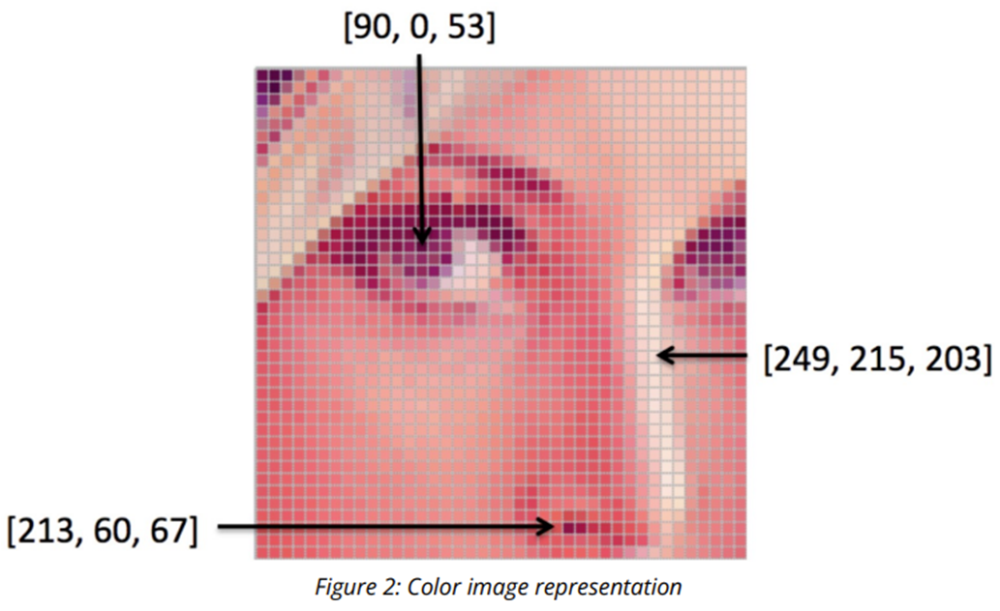 [90, 0, 53]
[249, 215, 203]
[213, 60, 67]
Figure 2: Color image representation